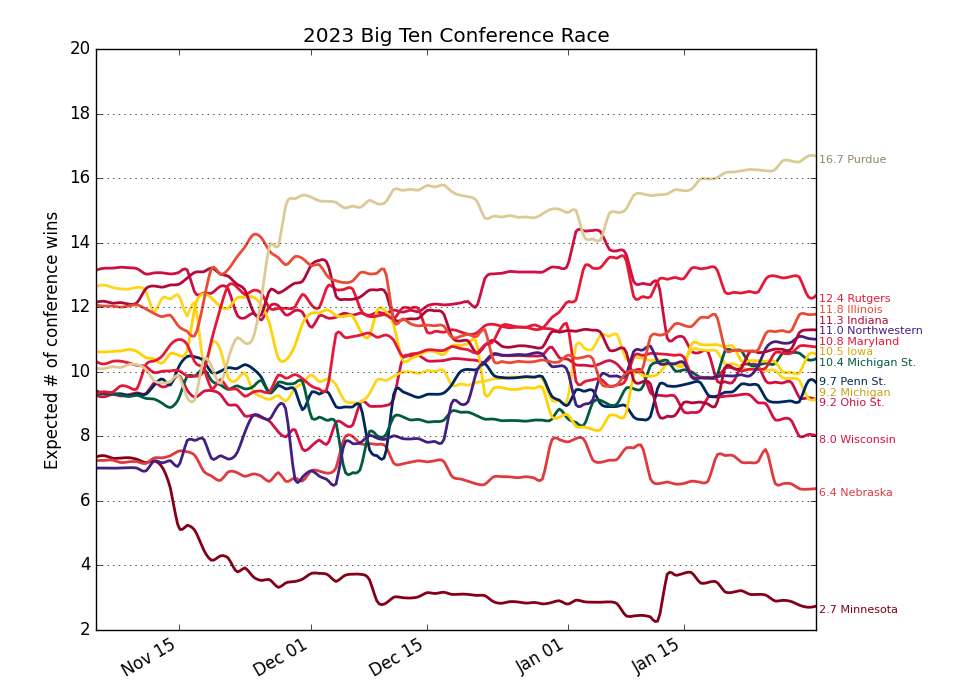 2023 Big Ten Conference Race
Expected # of conference wins
20
18
16
14
12
10
8
6
4
2
Nov 15
Dec 01
Dec 15
Jan 01
Jan 15
16.7 Purdue
12.4 Rutgers
11.8 Illinois
11.3 Indiana
11.0 Northwestern
10.8 Maryland
10.5 Iowa
10.4 Michigan St.
9.7 Penn St.
9.2 Michigan
9.2 Ohio St.
8.0 Wisconsin
6.4 Nebraska
2.7 Minnesota